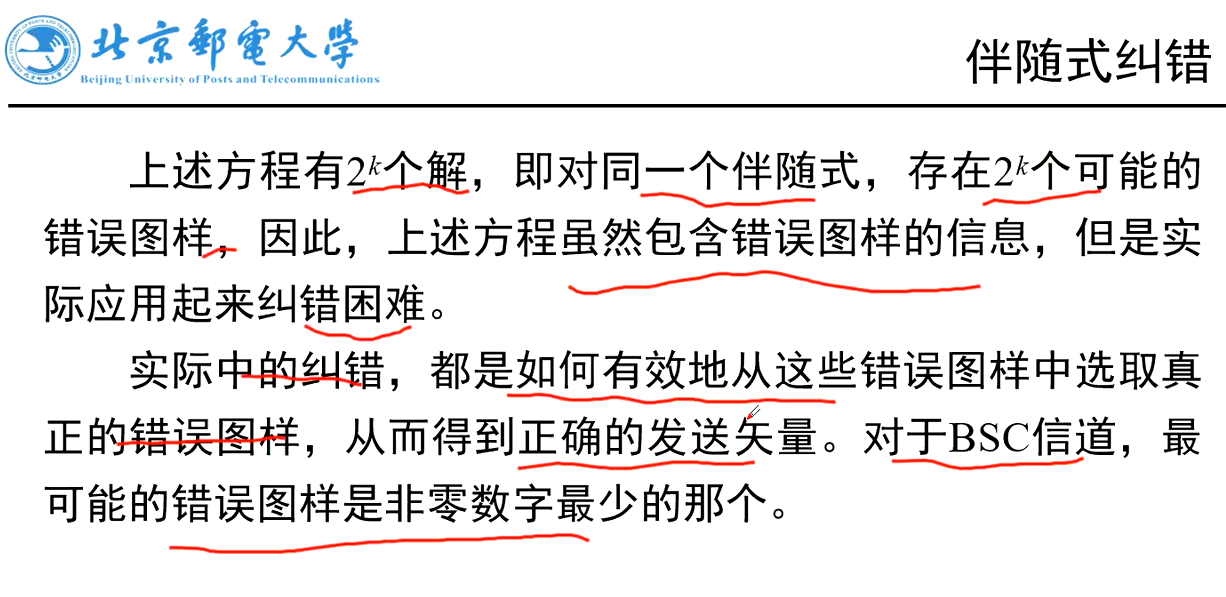 北京郵電大學
Beijing University of Posts and Telecommunications
伴随式纠错
上述方程有2^k个解，即对同一个伴随式，存在2^k个可能的
错误图样，因此，上述方程虽然包含错误图样的信息，但是实
际应用起来纠错困难。
实际中的纠错，都是如何有效地从这些错误图样中选取真
正的错误图样，从而得到正确的发送矢量。对于BSC信道，最
可能的错误图样是非零数字最少的那个。